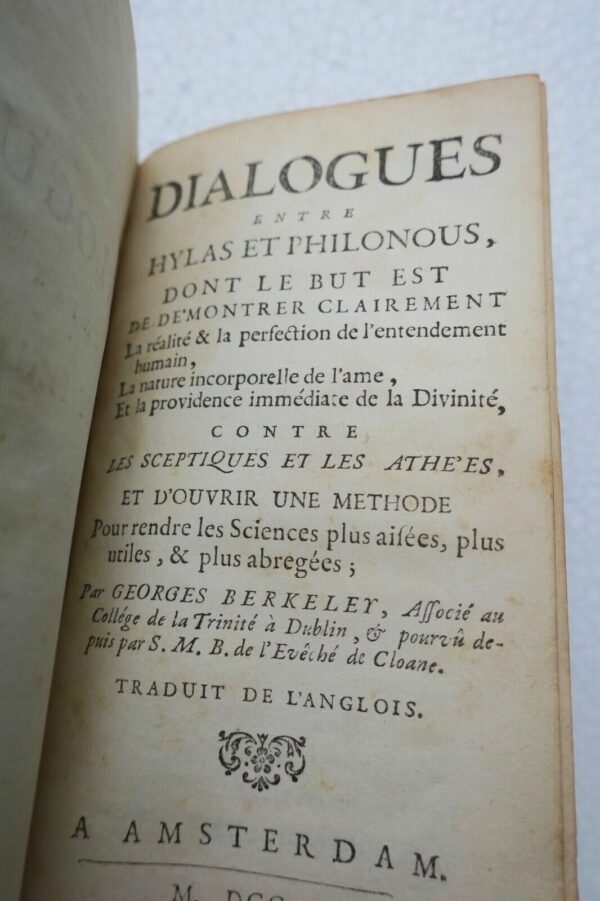 DIALOGUES
ENTRE
HYLAS ET PHILONOUS,
DONT LE BUT EST
DE DE'MONTRER CLAIREMENT
La réalité & la perfection de l'entendement
humain,
La nature incorporelle de l'ame,
Et la providence immédiate de la Divinité,
CONTRE
LES SCEPTIQUES ET LES ATHE'ES,
ET D'OUVRIR UNE METHODE
Pour rendre les Sciences plus aisées, plus
utiles, & plus abregées;
Par GEORGES BERKELEY, Associé au
Collége de la Trinité à Dublin, & pourvû de-
puis par S. M. B. de l'Evêché de Cloane.
TRADUIT DE L'ANGLOIS.
A AMSTERDAM.
M. DCC